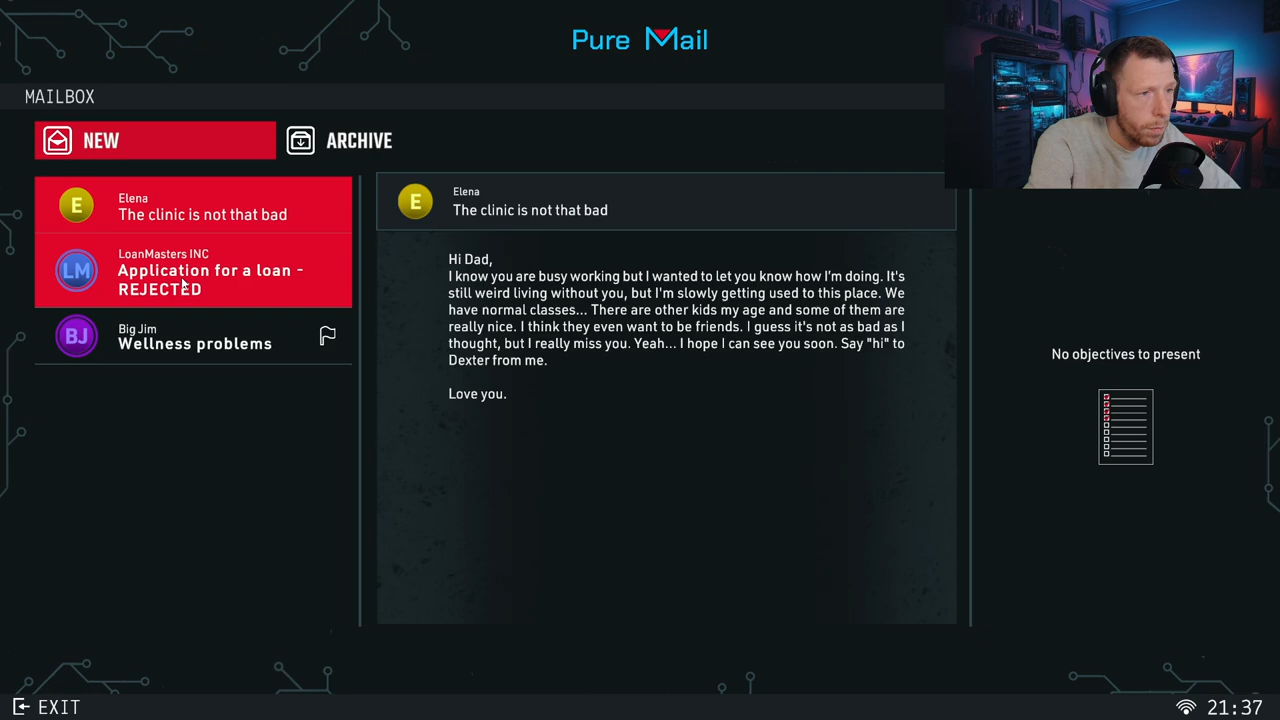 Pure Mail
MAILBOX
NEW
ARCHIVE
E
Elena
The clinic is not that bad
LM
LoanMasters INC
Application for a loan -
REJECTED
BJ
Big Jim
Wellness problems
E
Elena
The clinic is not that bad
Hi Dad,
I know you are busy working but I wanted to let you know how I'm doing. It's
still weird living without you, but I'm slowly getting used to this place. We
have normal classes... There are other kids my age and some of them are
really nice. I think they even want to be friends. I guess it's not as bad as I
thought, but I really miss you. Yeah... I hope I can see you soon. Say "hi" to
Dexter from me.
Love you.
No objectives to present
EXIT
21:37